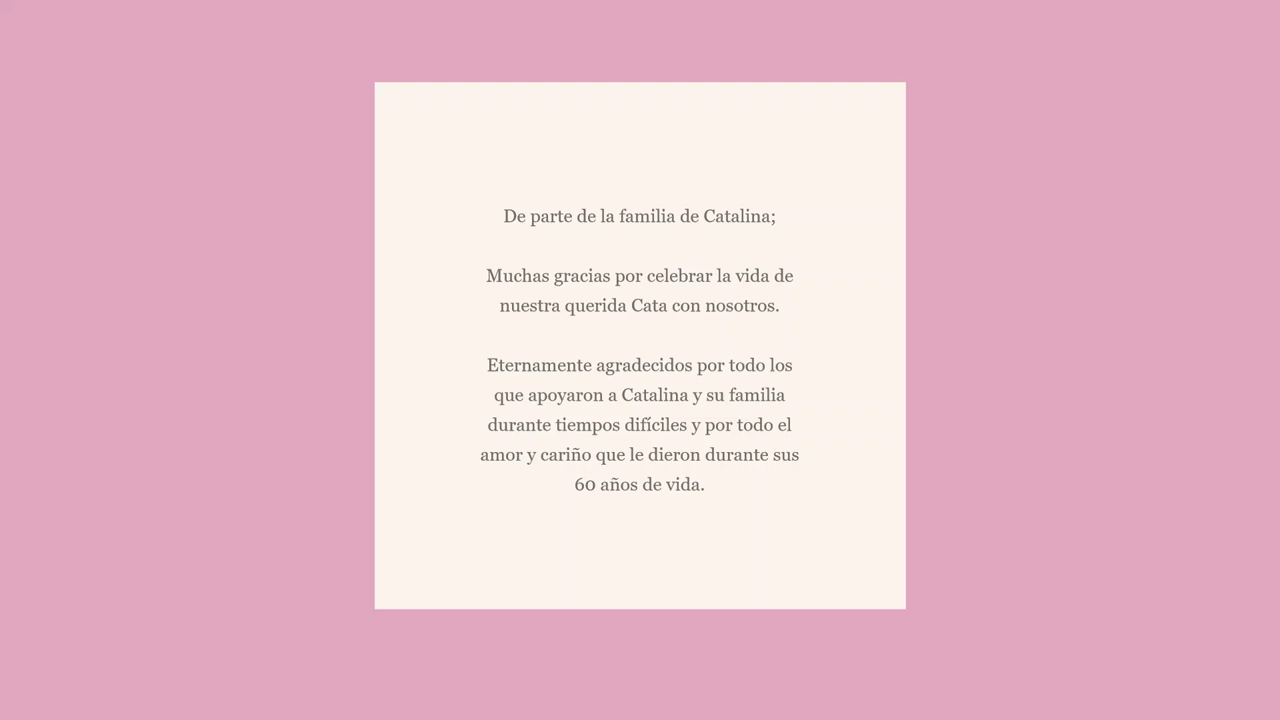 De parte de la familia de Catalina;
Muchas gracias por celebrar la vida de
nuestra querida Cata con nosotros.
Eternamente agradecidos por todo los
que apoyaron a Catalina y su familia
durante tiempos difíciles y por todo el
amor y cariño que le dieron durante sus
60 años de vida.